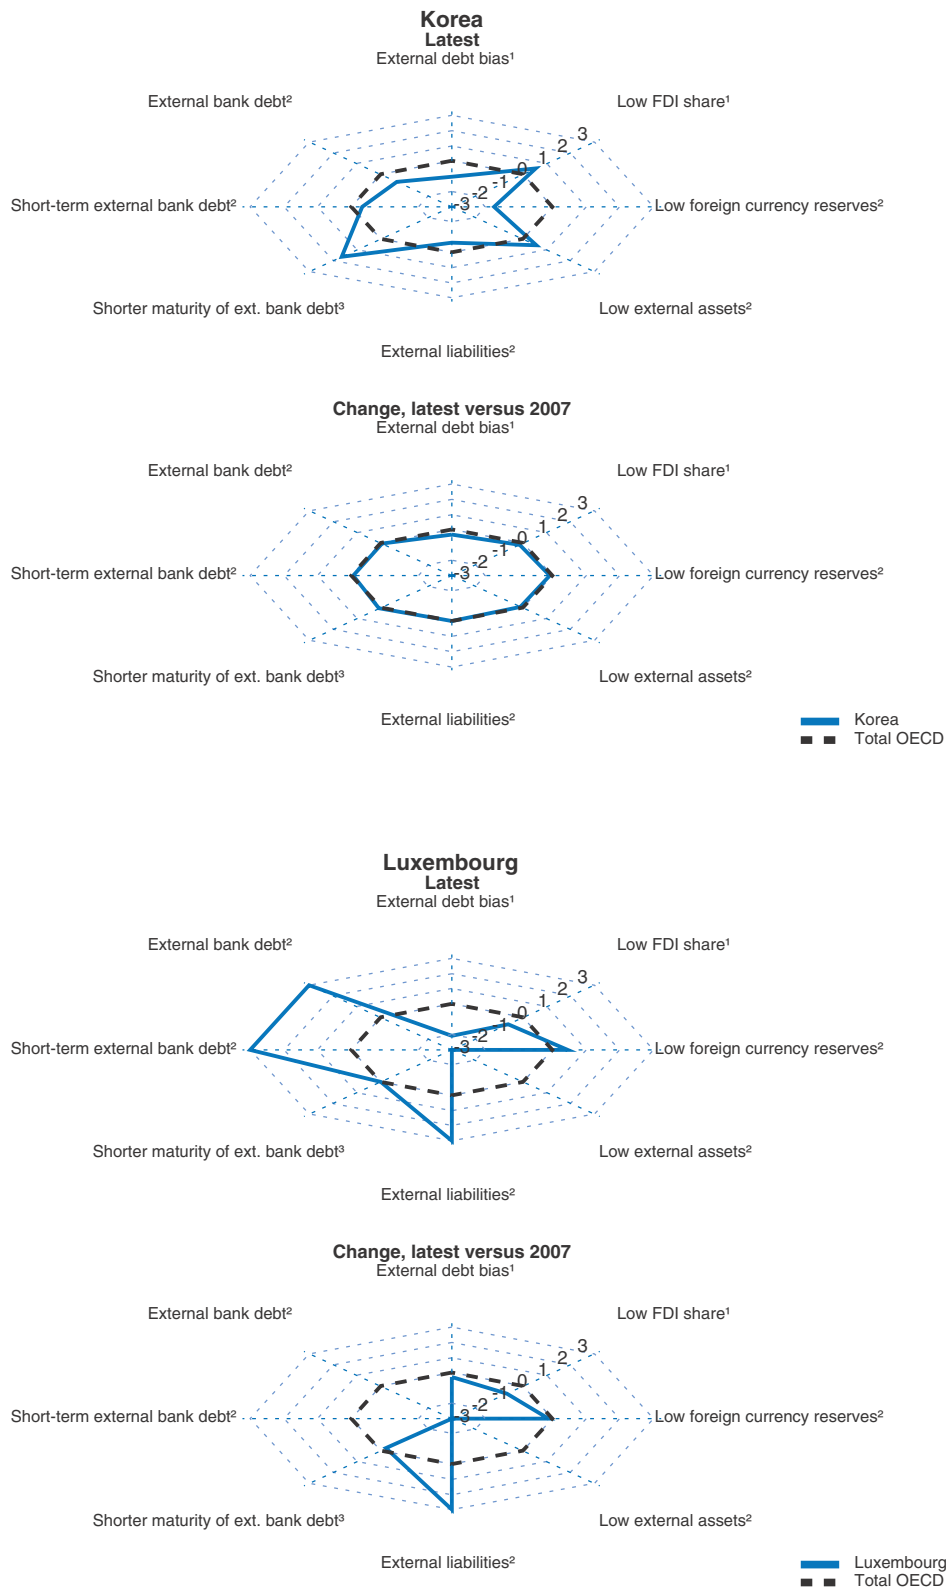 Korea
Latest
External debt bias¹
External bank debt²
Low FDI share¹
3
2
1
0
-1
-2
-3
Short-term external bank debt²
Low foreign currency reserves²
Shorter maturity of ext. bank debt³
Low external assets²
External liabilities²
Change, latest versus 2007
External debt bias¹
External bank debt²
Low FDI share¹
3
2
1
0
-1
-2
-3
Short-term external bank debt²
Low foreign currency reserves²
Shorter maturity of ext. bank debt³
Low external assets²
External liabilities²
Korea
Total OECD
Luxembourg
Latest
External debt bias¹
External bank debt²
Low FDI share¹
3
2
1
0
-1
-2
-3
Short-term external bank debt²
Low foreign currency reserves²
Shorter maturity of ext. bank debt³
Low external assets²
External liabilities²
Change, latest versus 2007
External debt bias¹
External bank debt²
Low FDI share¹
3
2
1
0
-1
-2
-3
Short-term external bank debt²
Low foreign currency reserves²
Shorter maturity of ext. bank debt³
Low external assets²
External liabilities²
Luxembourg
Total OECD